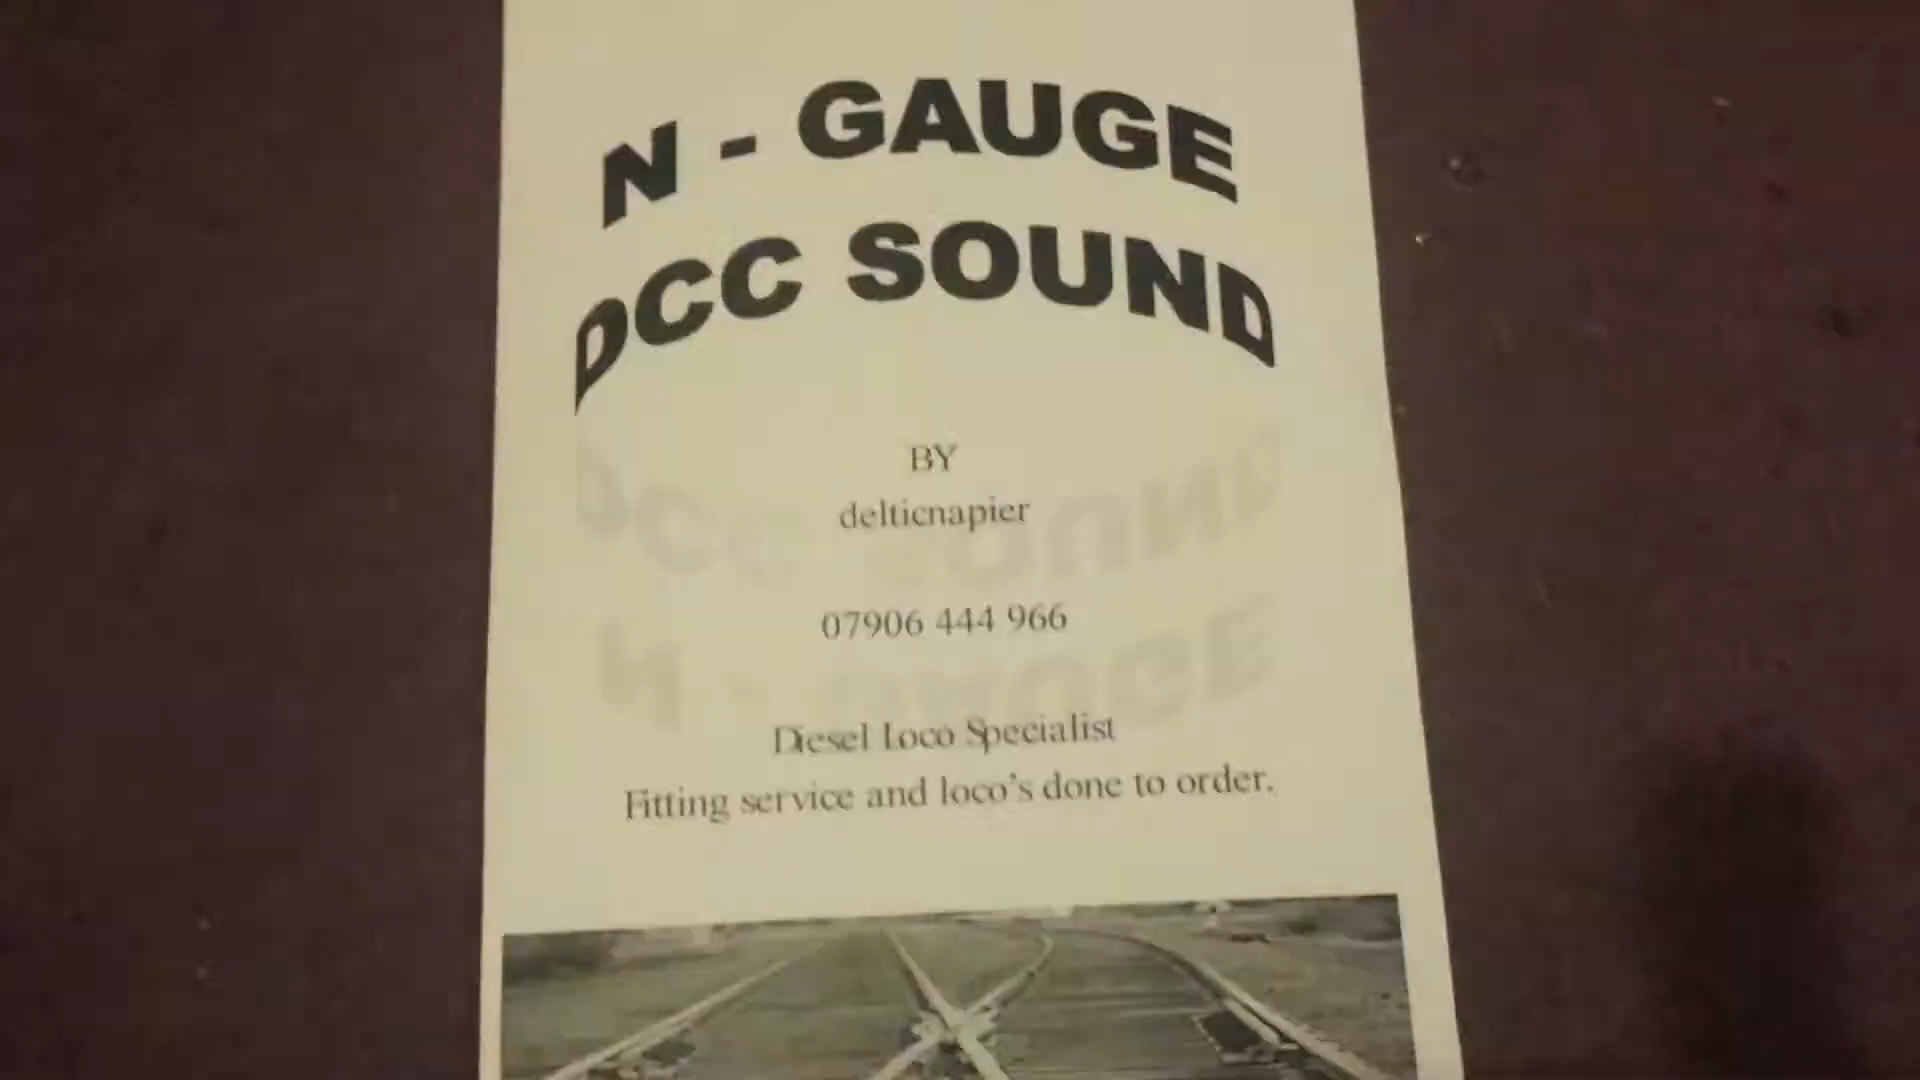 N - GAUGE
DCC SOUND
BY
delticnapier
07906 444 966
Diesel Loco Specialist
Fitting service and loco's done to order.